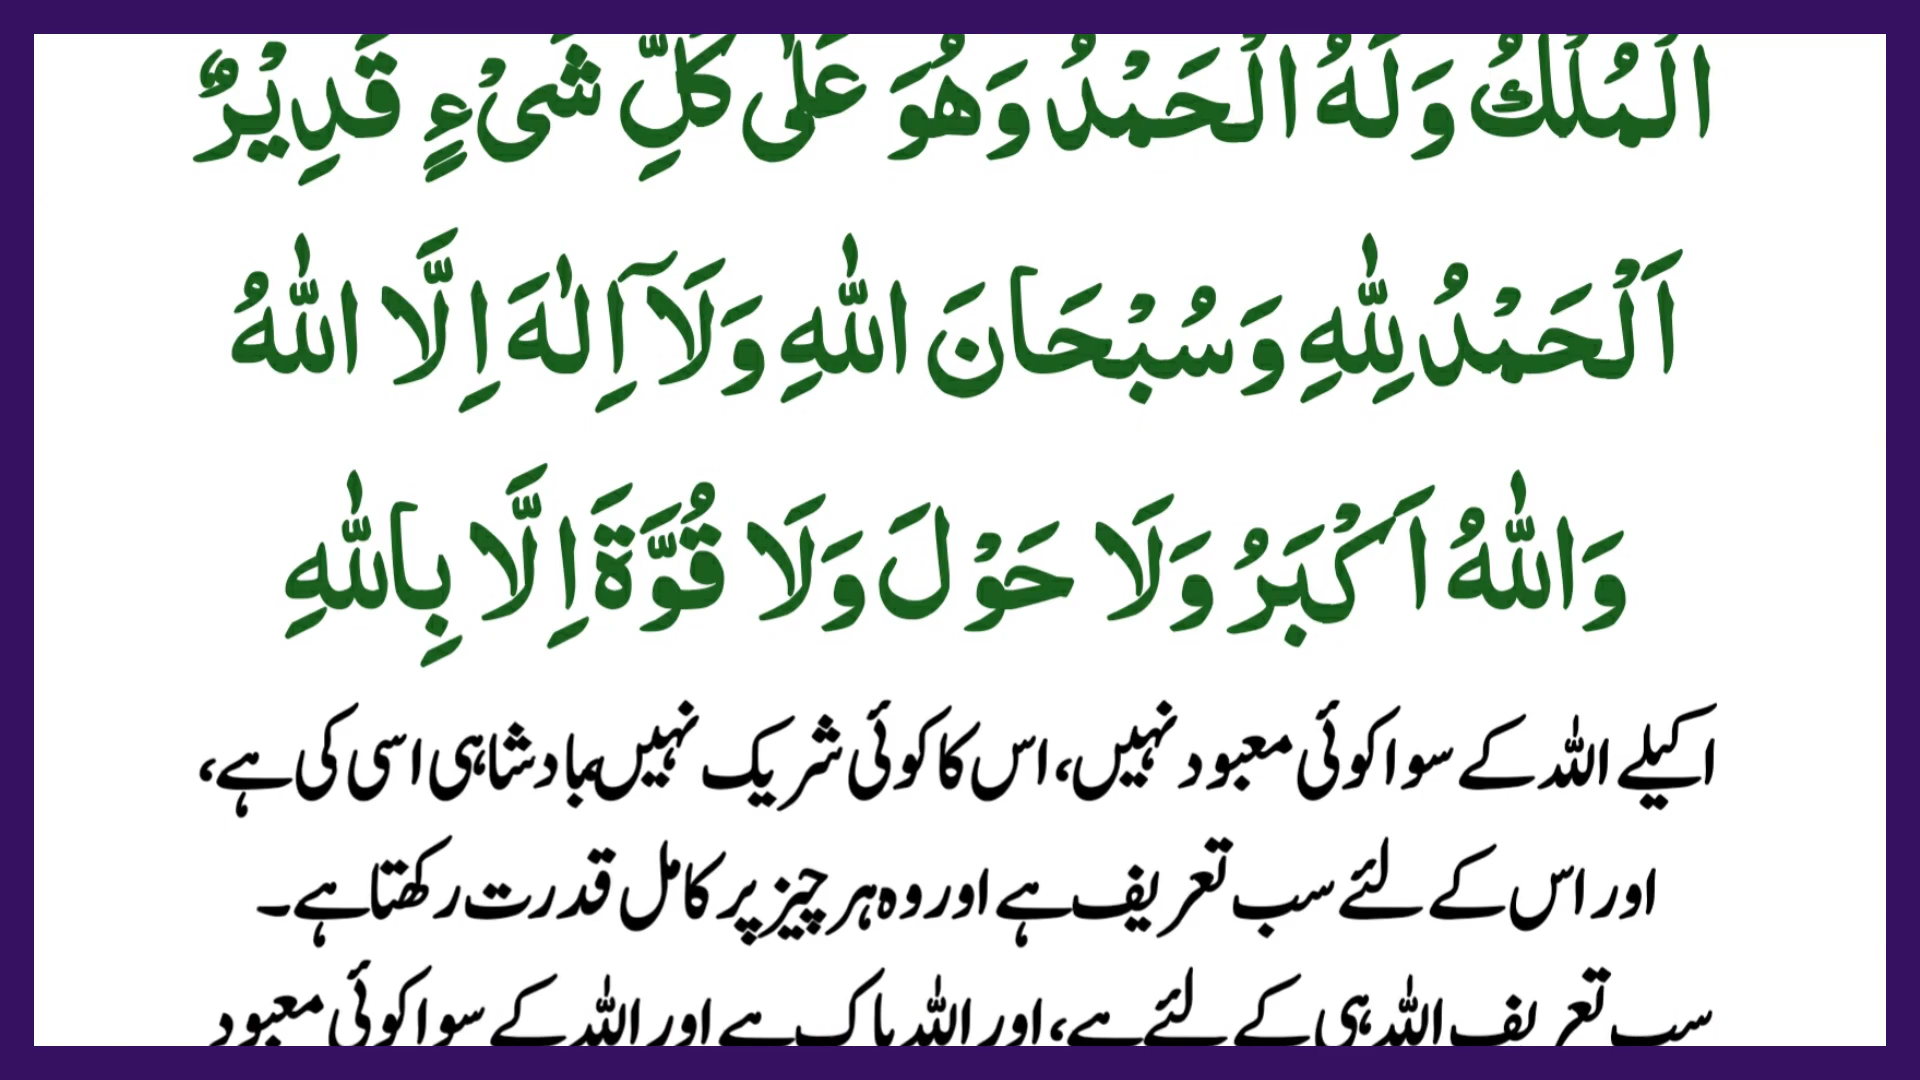 الْمُلْكُ وَلَهُ الْحَمْدُ وَهُوَ عَلٰى كُلِّ شَىْءٍ قَدِيْرٌ
اَلْحَمْدُ لِلّٰهِ وَسُبْحَانَ اللّٰهِ وَلَآ اِلٰهَ اِلَّا اللّٰهُ
وَاللّٰهُ اَكْبَرُ وَلَا حَوْلَ وَلَا قُوَّةَ اِلَّا بِاللّٰهِ
اکیلے اللہ کے سوا کوئی معبود نہیں، اس کا کوئی شریک نہیں بادشاہی اسی کی ہے،
اور اس کے لئے سب تعریف ہے اور وہ ہر چیز پر کامل قدرت رکھتا ہے۔
سب تعریف اللہ ہی کے لئے ہے، اور اللہ پاک ہے اور اللہ کے سوا کوئی معبود